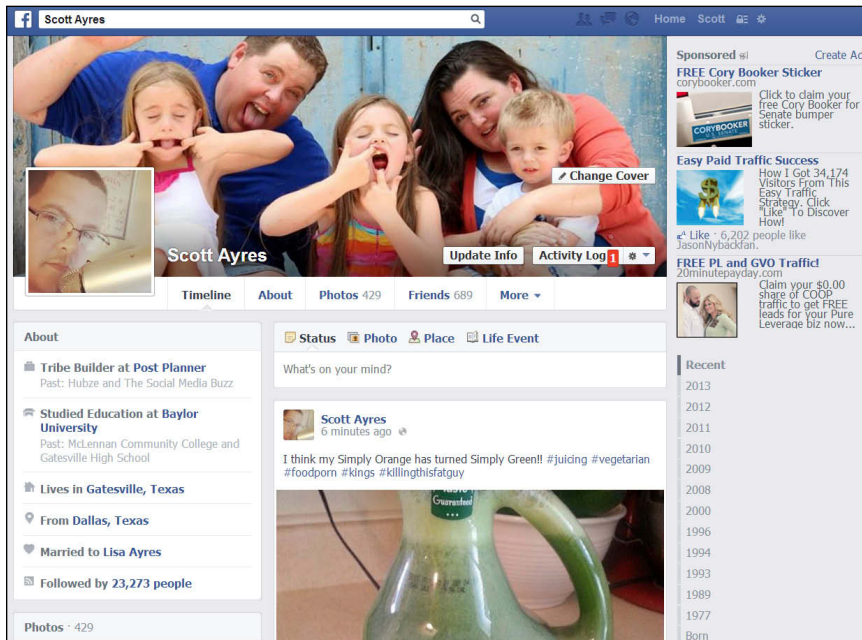 f
Scott Ayres
Home Scott
Scott Ayres
Change Cover
Update Info
Activity Log 1
Timeline
About
Photos 429
Friends 689
More
About
Tribe Builder at Post Planner
Past: Hubze and The Social Media Buzz
Studied Education at Baylor
University
Past: McLennan Community College and
Gatesville High School
Lives in Gatesville, Texas
From Dallas, Texas
Married to Lisa Ayres
Followed by 23,273 people
Photos · 429
Status Photo Place Life Event
What's on your mind?
Scott Ayres
6 minutes ago
I think my Simply Orange has turned Simply Green!! #juicing #vegetarian
#foodporn #kings #killingthisfatguy
Taste
Guaranteed
Sponsored
Create Ad
FREE Cory Booker Sticker
corybooker.com
CORYBOOKER
U.S. SENATE
Click to claim your
free Cory Booker for
Senate bumper
sticker.
Easy Paid Traffic Success
How I Got 34,174
Visitors From This
Easy Traffic
Strategy. Click
"Like" To Discover
How!
Like · 6,202 people like
JasonNybackfan.
FREE PL and GVO Traffic!
20minutepayday.com
Claim your $0.00
share of COOP
traffic to get FREE
leads for your Pure
Leverage biz now...
Recent
2013
2012
2011
2010
2009
2008
2000
1996
1994
1993
1989
1977
Born